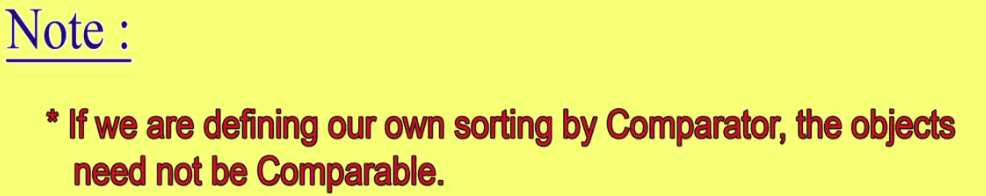 Note :
* If we are defining our own sorting by Comparator, the objects
need not be Comparable.